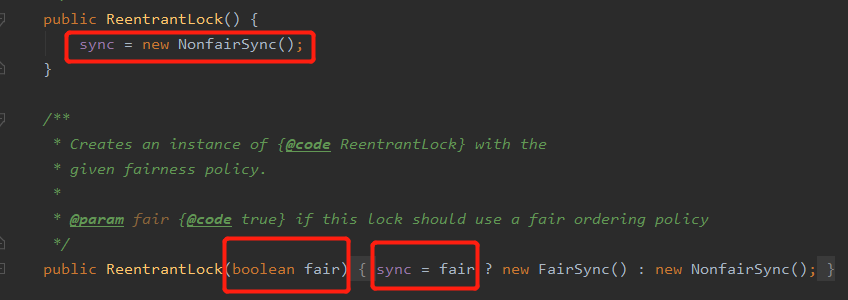 public ReentrantLock() {
sync = new NonfairSync();
}
/**
* Creates an instance of {@code ReentrantLock} with the
* given fairness policy.
*
* @param fair {@code true} if this lock should use a fair ordering policy
*/
public ReentrantLock(boolean fair) { sync = fair ? new FairSync() : new NonfairSync(); }